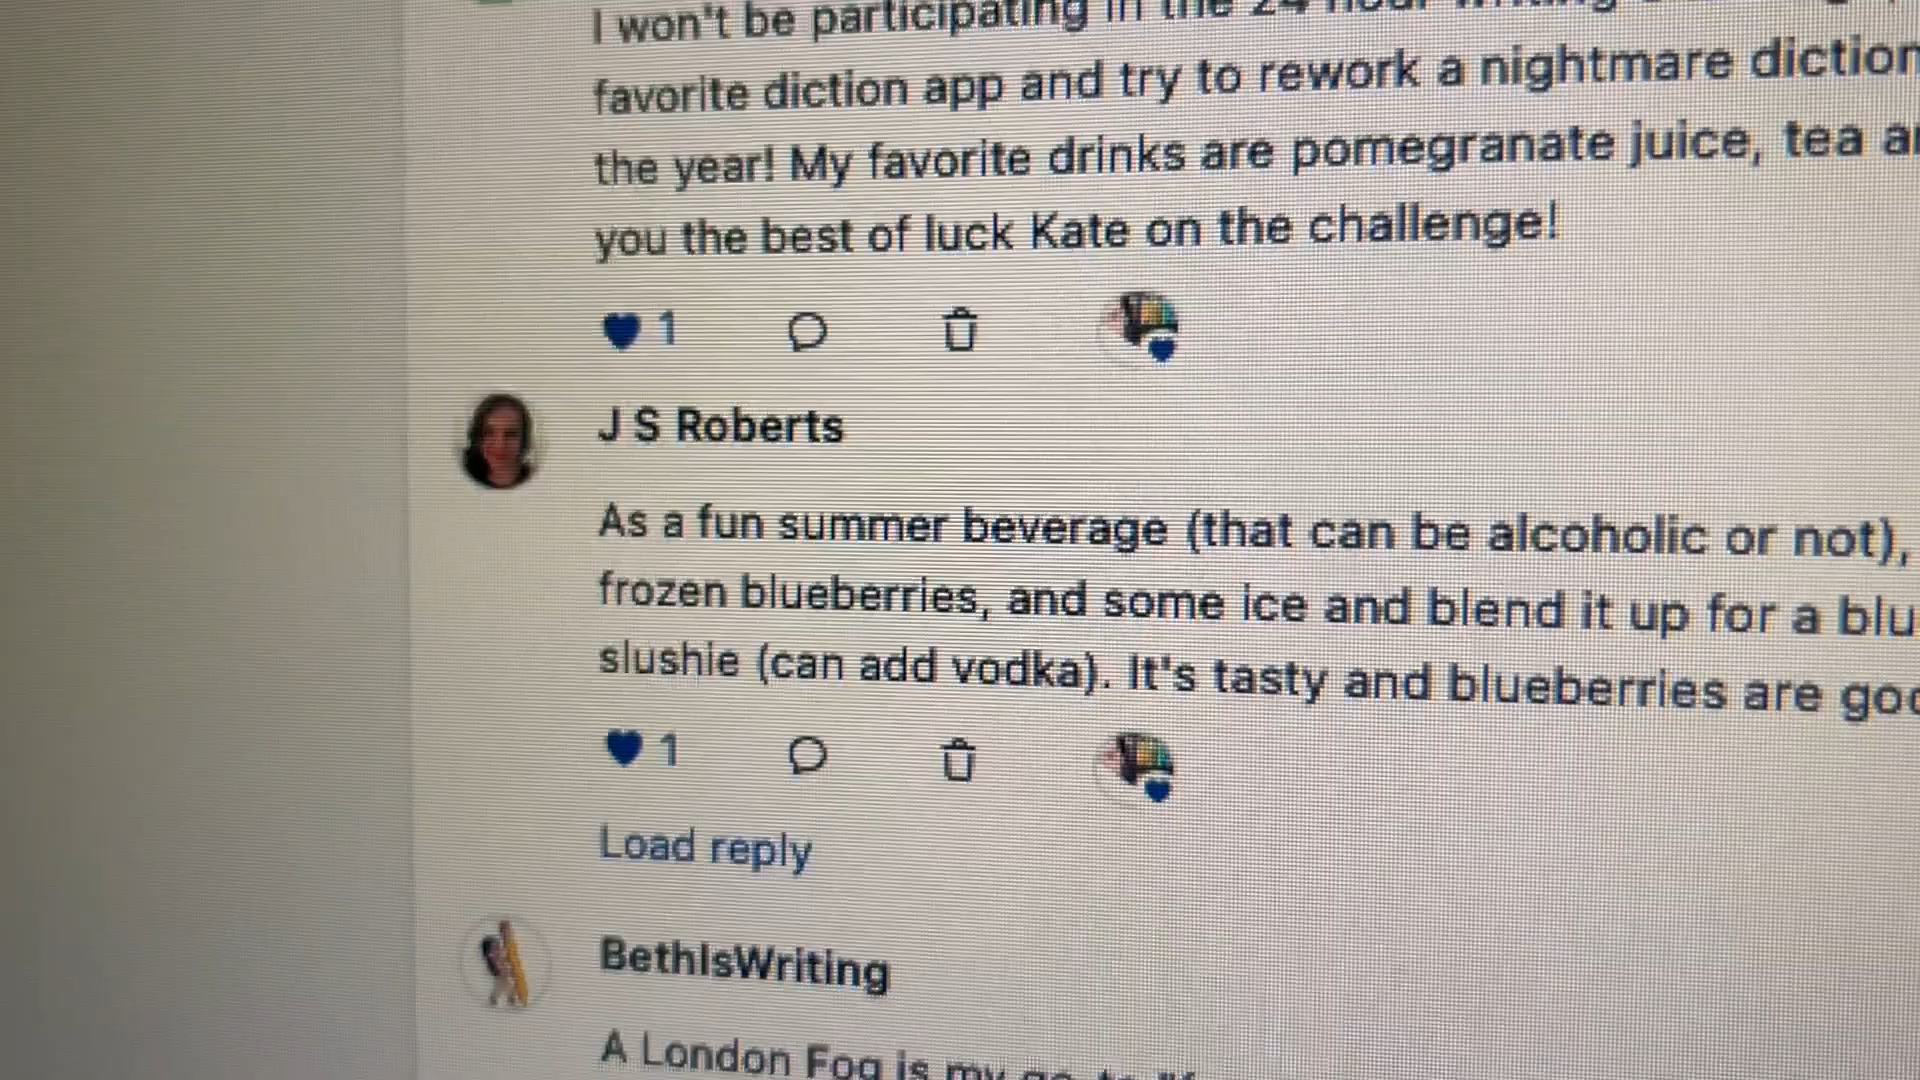 I won't be participating in the 24 hour writing
favorite diction app and try to rework a nightmare diction
the year! My favorite drinks are pomegranate juice, tea
you the best of luck Kate on the challenge!
1
J S Roberts
As a fun summer beverage (that can be alcoholic or not),
frozen blueberries, and some ice and blend it up for a blu
slushie (can add vodka). It's tasty and blueberries are
1
Load reply
BethIsWriting
A London Fog is my go to